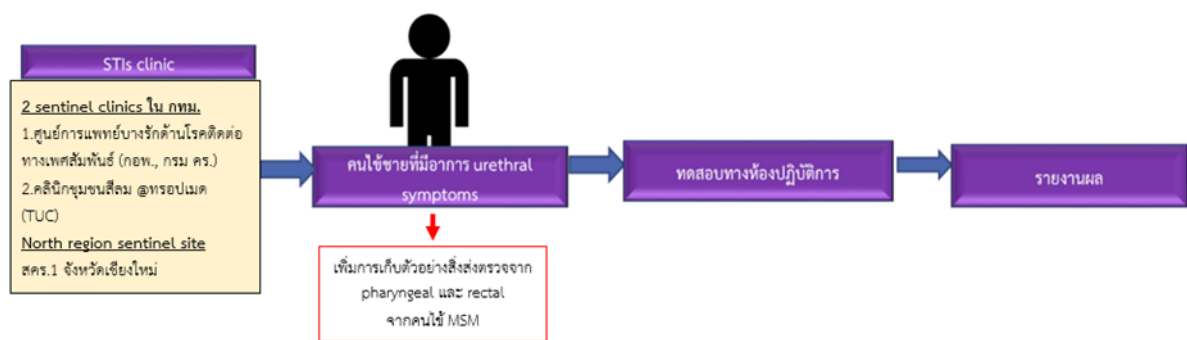 STIs clinic
2 sentinel clinics ใน กทม.
1.ศูนย์การแพทย์บางรักด้านโรคติดต่อ
ทางเพศสัมพันธ์ (กอพ., กรม คร.)
2.คลินิกชุมชนสีลม @ทรอปเมด
(TUC)
North region sentinel site
สคร.1 จังหวัดเชียงใหม่
คนไข้ชายที่มีอาการ urethral
symptoms
เพิ่มการเก็บตัวอย่างสิ่งส่งตรวจจาก
pharyngeal และ rectal
จากคนไข้ MSM
ทดสอบทางห้องปฏิบัติการ
รายงานผล